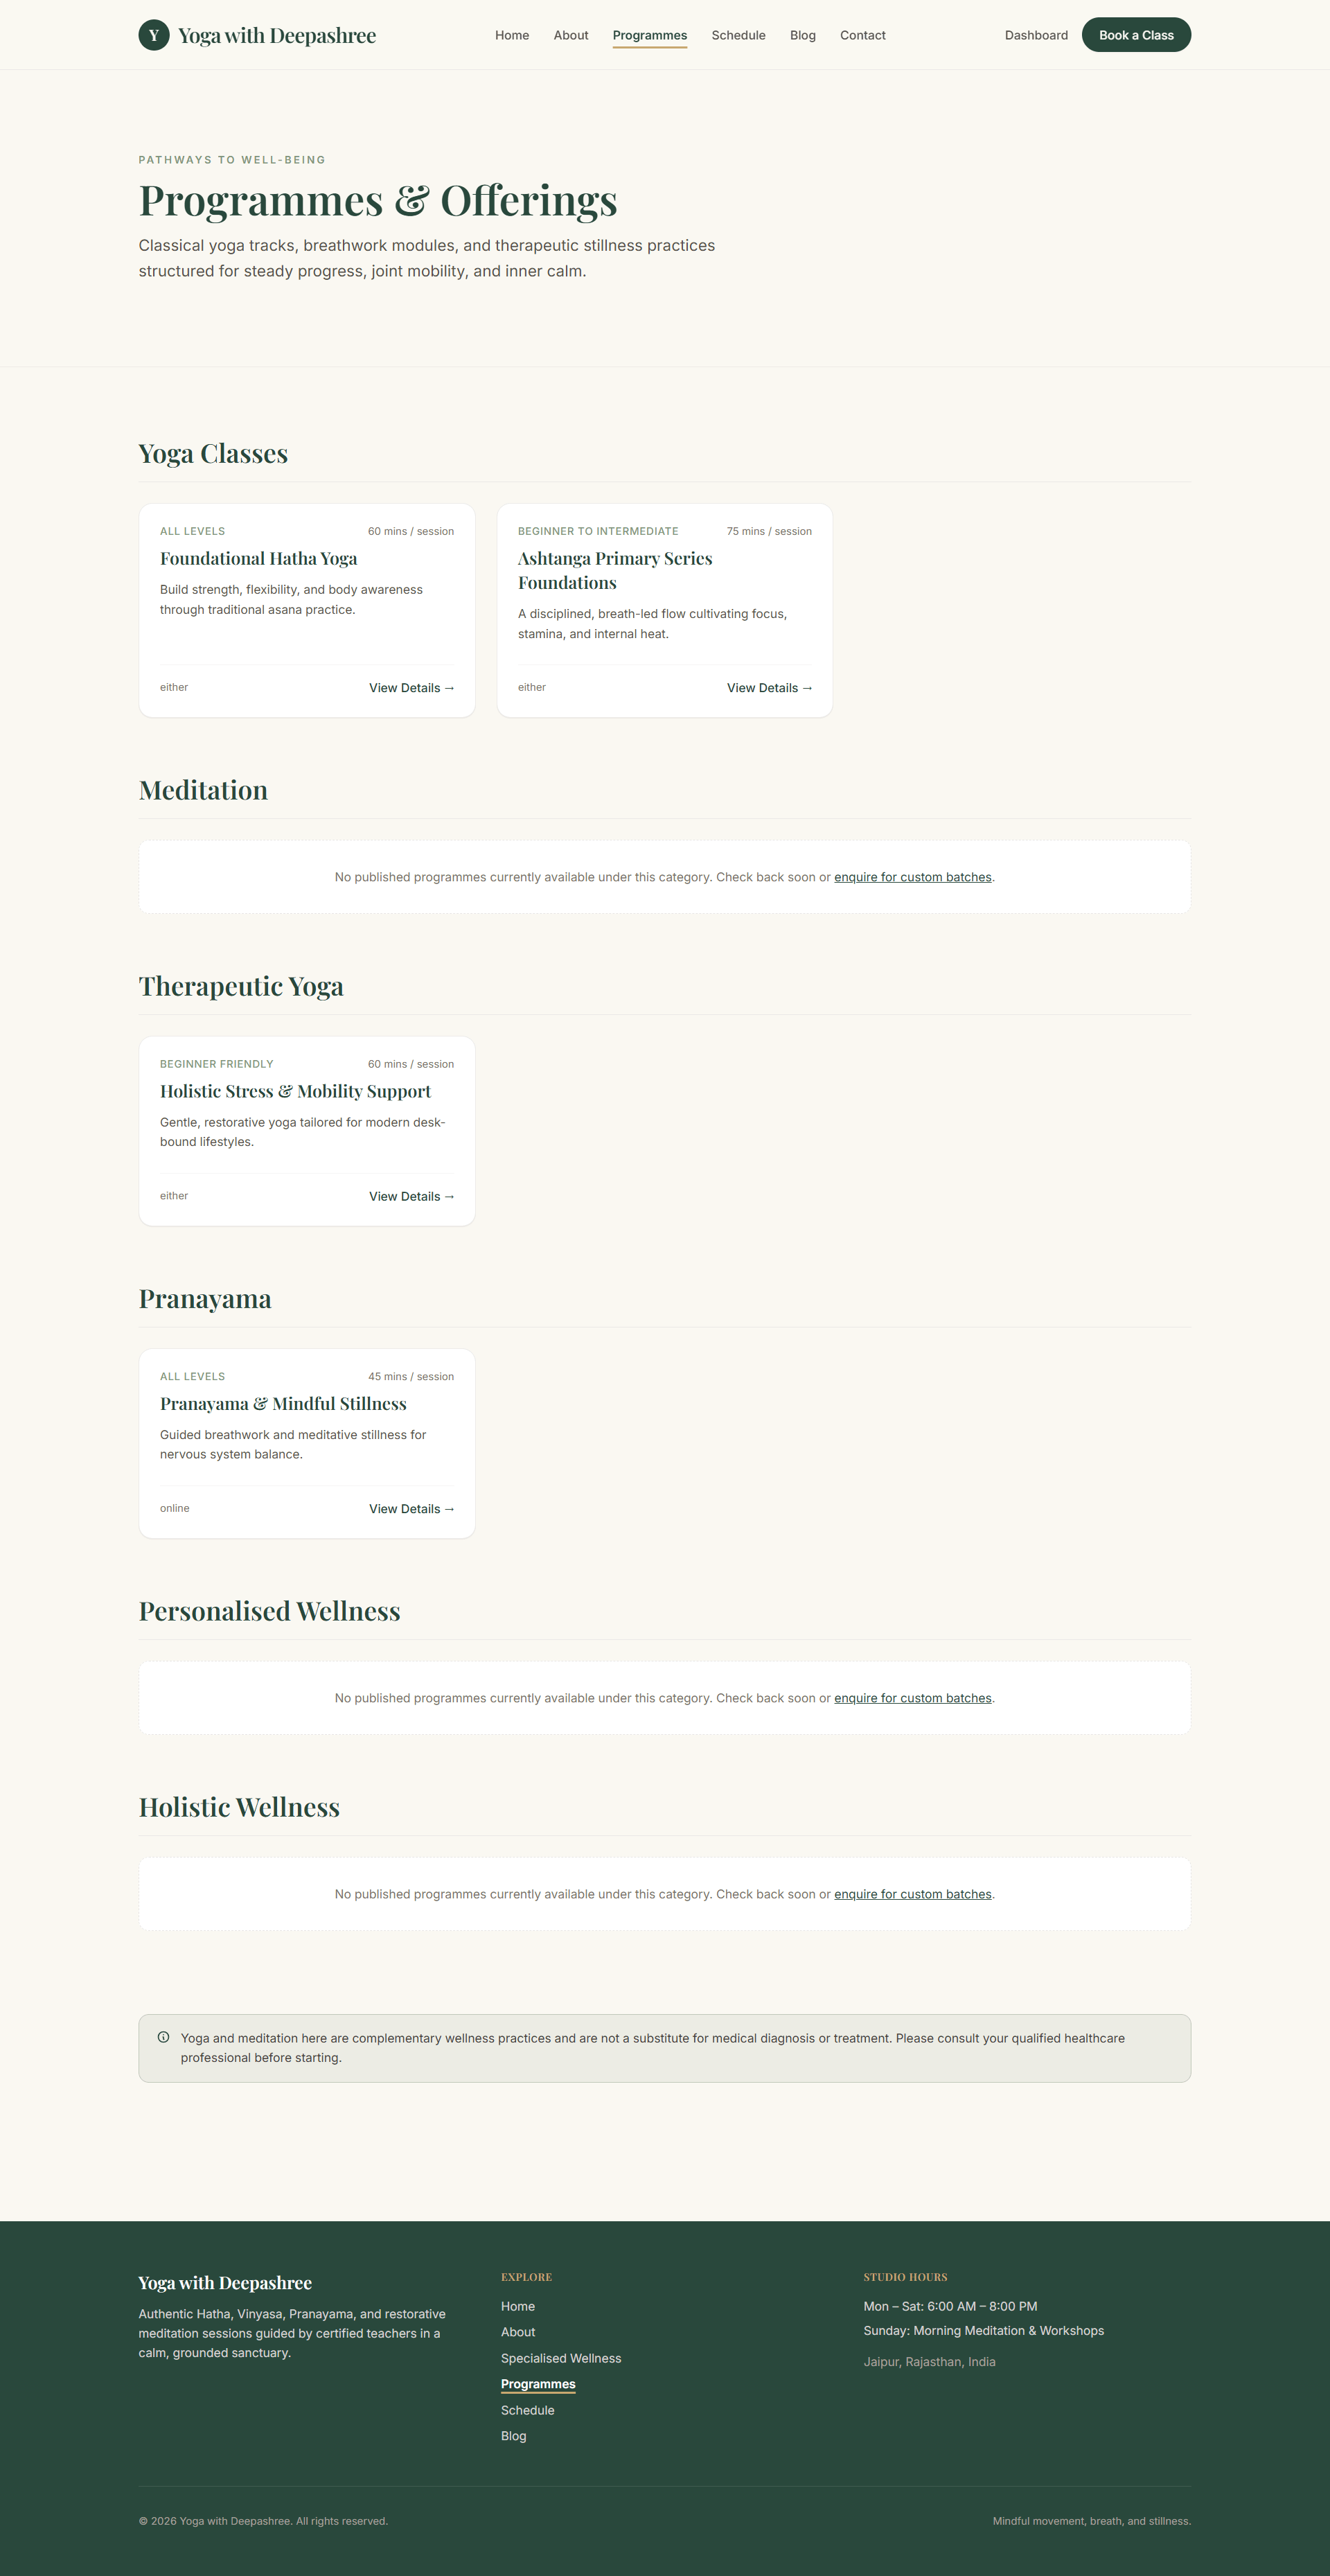 Y Yoga with Deepashree
Home About Programmes Schedule Blog Contact
Dashboard Book a Class
PATHWAYS TO WELL-BEING
Programmes & Offerings
Classical yoga tracks, breathwork modules, and therapeutic stillness practices
structured for steady progress, joint mobility, and inner calm.
Yoga Classes
ALL LEVELS 60 mins / session
Foundational Hatha Yoga
Build strength, flexibility, and body awareness
through traditional asana practice.
either View Details →
BEGINNER TO INTERMEDIATE 75 mins / session
Ashtanga Primary Series
Foundations
A disciplined, breath-led flow cultivating focus,
stamina, and internal heat.
either View Details →
Meditation
No published programmes currently available under this category. Check back soon or enquire for custom batches.
Therapeutic Yoga
BEGINNER FRIENDLY 60 mins / session
Holistic Stress & Mobility Support
Gentle, restorative yoga tailored for modern desk-
bound lifestyles.
either View Details →
Pranayama
ALL LEVELS 45 mins / session
Pranayama & Mindful Stillness
Guided breathwork and meditative stillness for
nervous system balance.
online View Details →
Personalised Wellness
No published programmes currently available under this category. Check back soon or enquire for custom batches.
Holistic Wellness
No published programmes currently available under this category. Check back soon or enquire for custom batches.
Yoga and meditation here are complementary wellness practices and are not a substitute for medical diagnosis or treatment. Please consult your qualified healthcare
professional before starting.
Yoga with Deepashree
Authentic Hatha, Vinyasa, Pranayama, and restorative
meditation sessions guided by certified teachers in a
calm, grounded sanctuary.
EXPLORE
Home
About
Specialised Wellness
Programmes
Schedule
Blog
STUDIO HOURS
Mon – Sat: 6:00 AM – 8:00 PM
Sunday: Morning Meditation & Workshops
Jaipur, Rajasthan, India
© 2026 Yoga with Deepashree. All rights reserved.
Mindful movement, breath, and stillness.